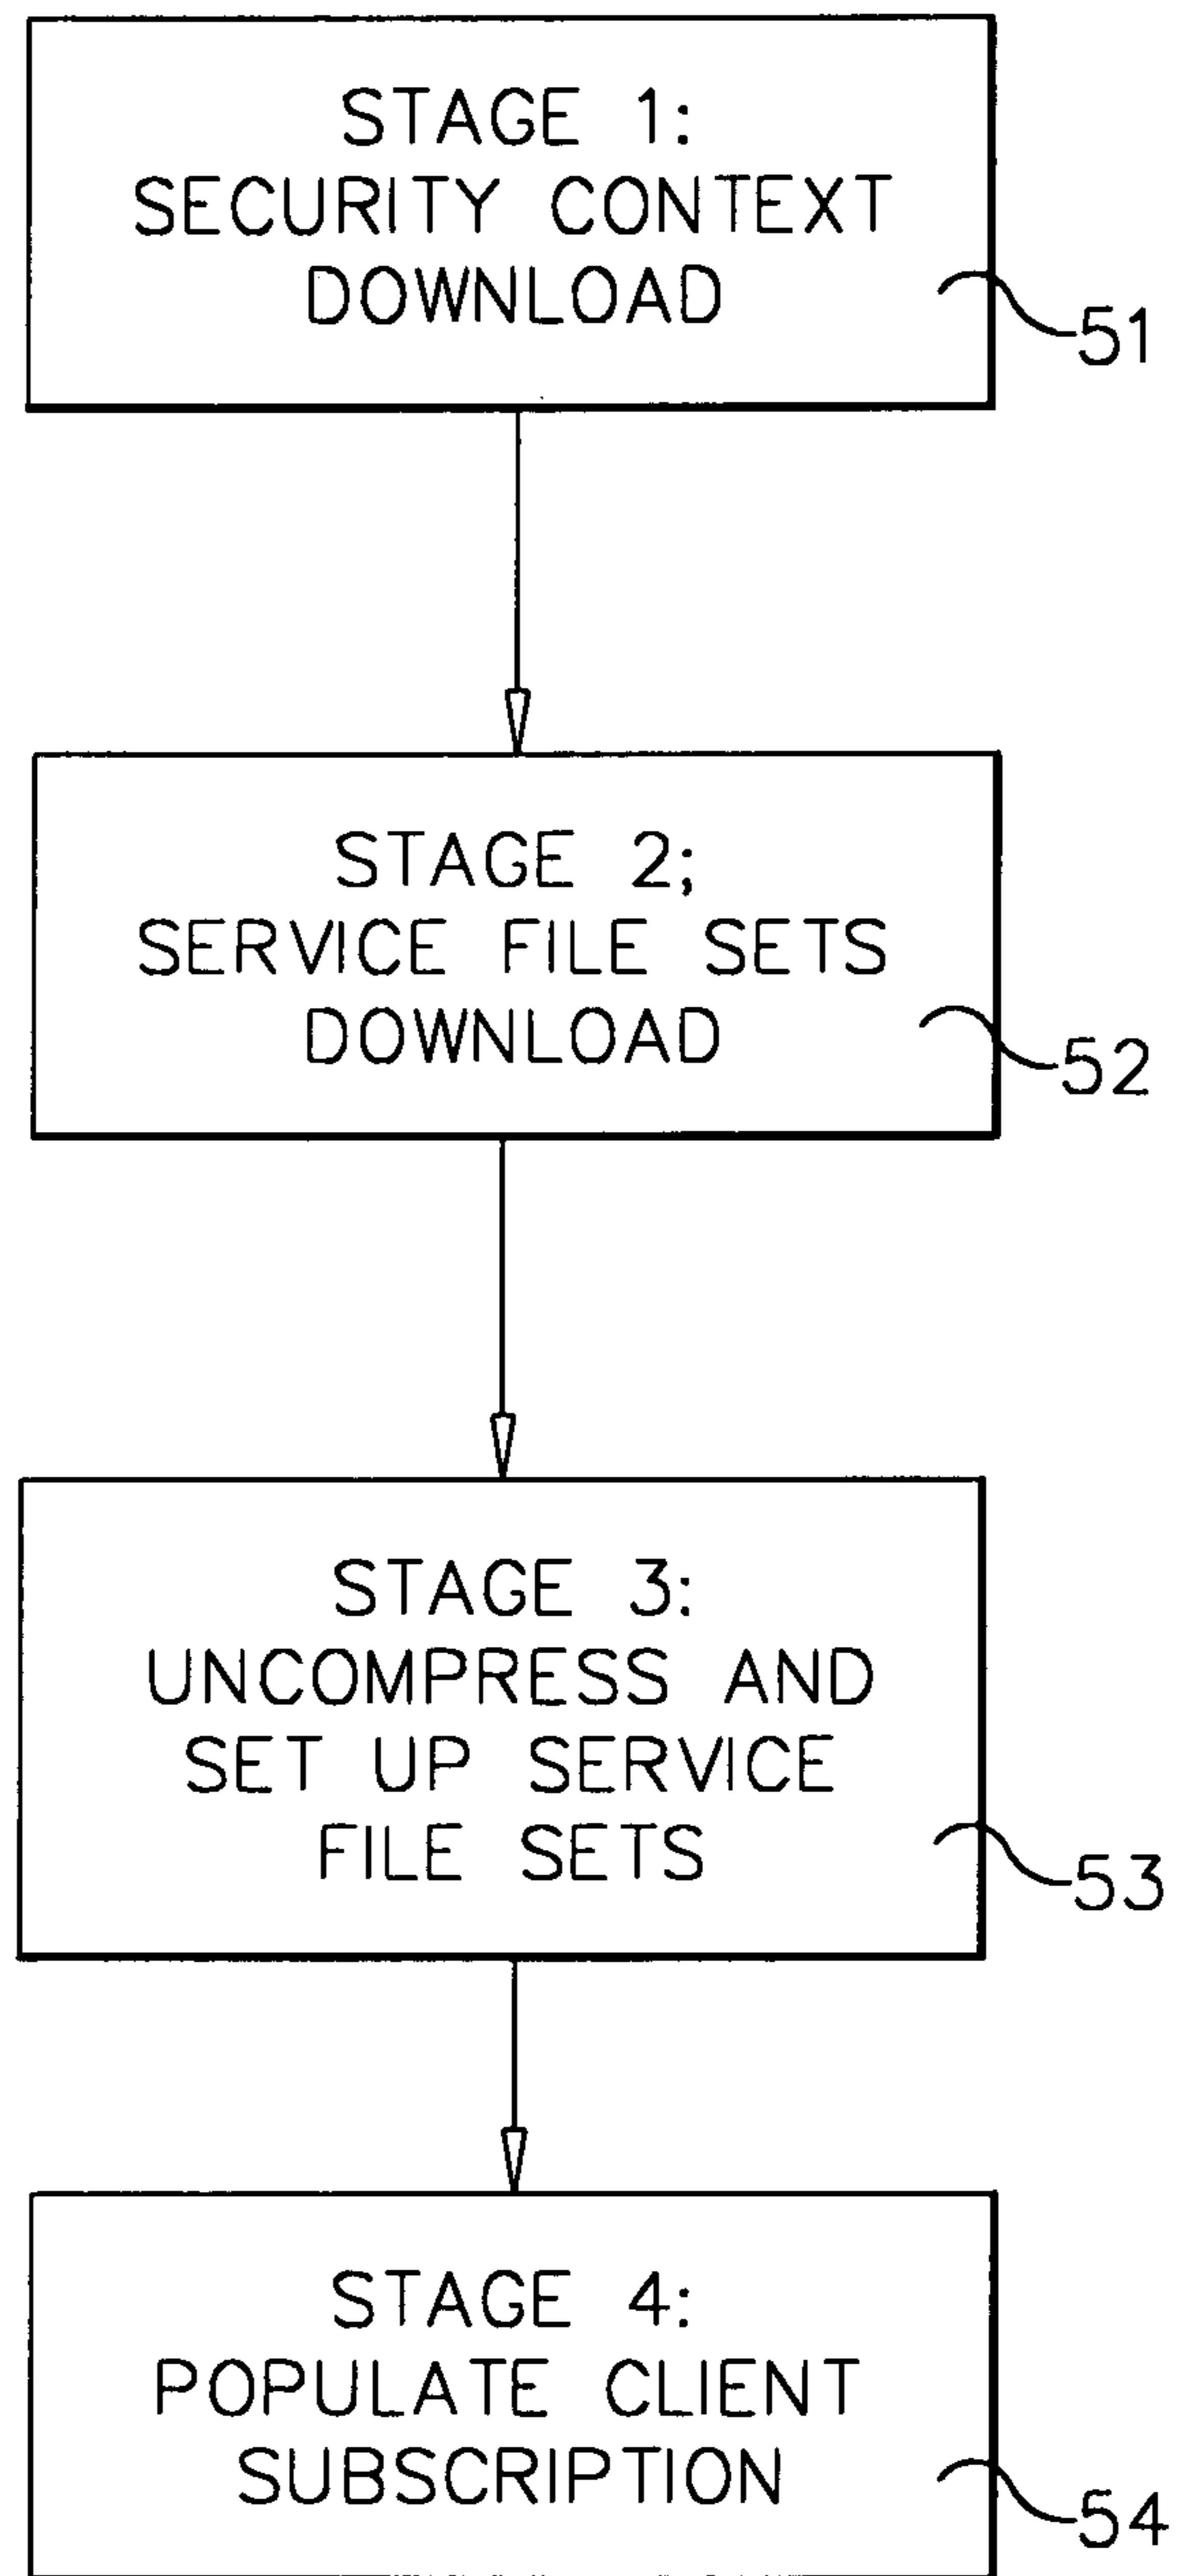 STAGE 1:
SECURITY CONTEXT
DOWNLOAD
51
STAGE 2;
SERVICE FILE SETS
DOWNLOAD
52
STAGE 3:
UNCOMPRESS AND
SET UP SERVICE
FILE SETS
53
STAGE 4:
POPULATE CLIENT
SUBSCRIPTION
54